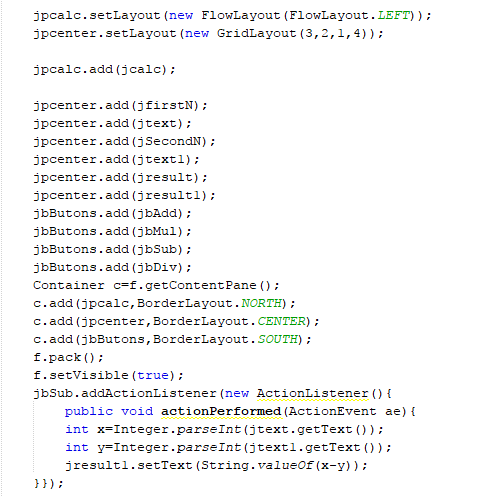 jpcalc.setLayout(new FlowLayout(FlowLayout.LEFT));
jpcenter.setLayout(new GridLayout(3,2,1,4));
jpcalc.add(jcalc);
jpcenter.add(jfirstN);
jpcenter.add(jtext);
jpcenter.add(jSecondN);
jpcenter.add(jtext1);
jpcenter.add(jresult);
jpcenter.add(jresult1);
jbButons.add(jbAdd);
jbButons.add(jbMul);
jbButons.add(jbSub);
jbButons.add(jbDiv);
Container c=f.getContentPane();
c.add(jpcalc,BorderLayout.NORTH);
c.add(jpcenter,BorderLayout.CENTER);
c.add(jbButons,BorderLayout.SOUTH);
f.pack();
f.setVisible(true);
jbSub.addActionListener(new ActionListener(){
    public void actionPerformed(ActionEvent ae){
    int x=Integer.parseInt(jtext.getText());
    int y=Integer.parseInt(jtext1.getText());
    jresult1.setText(String.valueOf(x-y));
}});